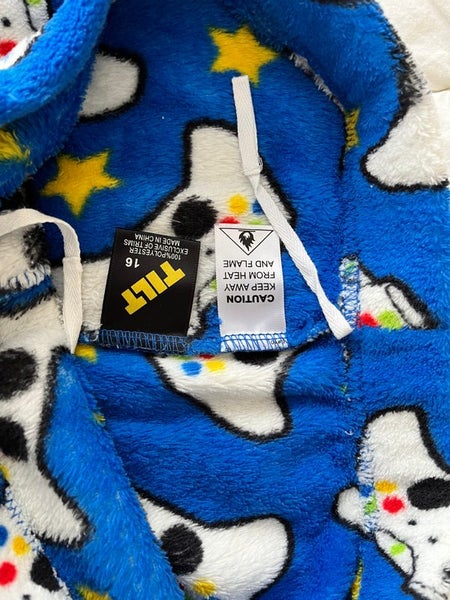 TILT
16
100%POLYESTER
EXCLUSIVE OF TRIMS
MADE IN CHINA
CAUTION
KEEP AWAY
FROM HEAT
AND FLAME